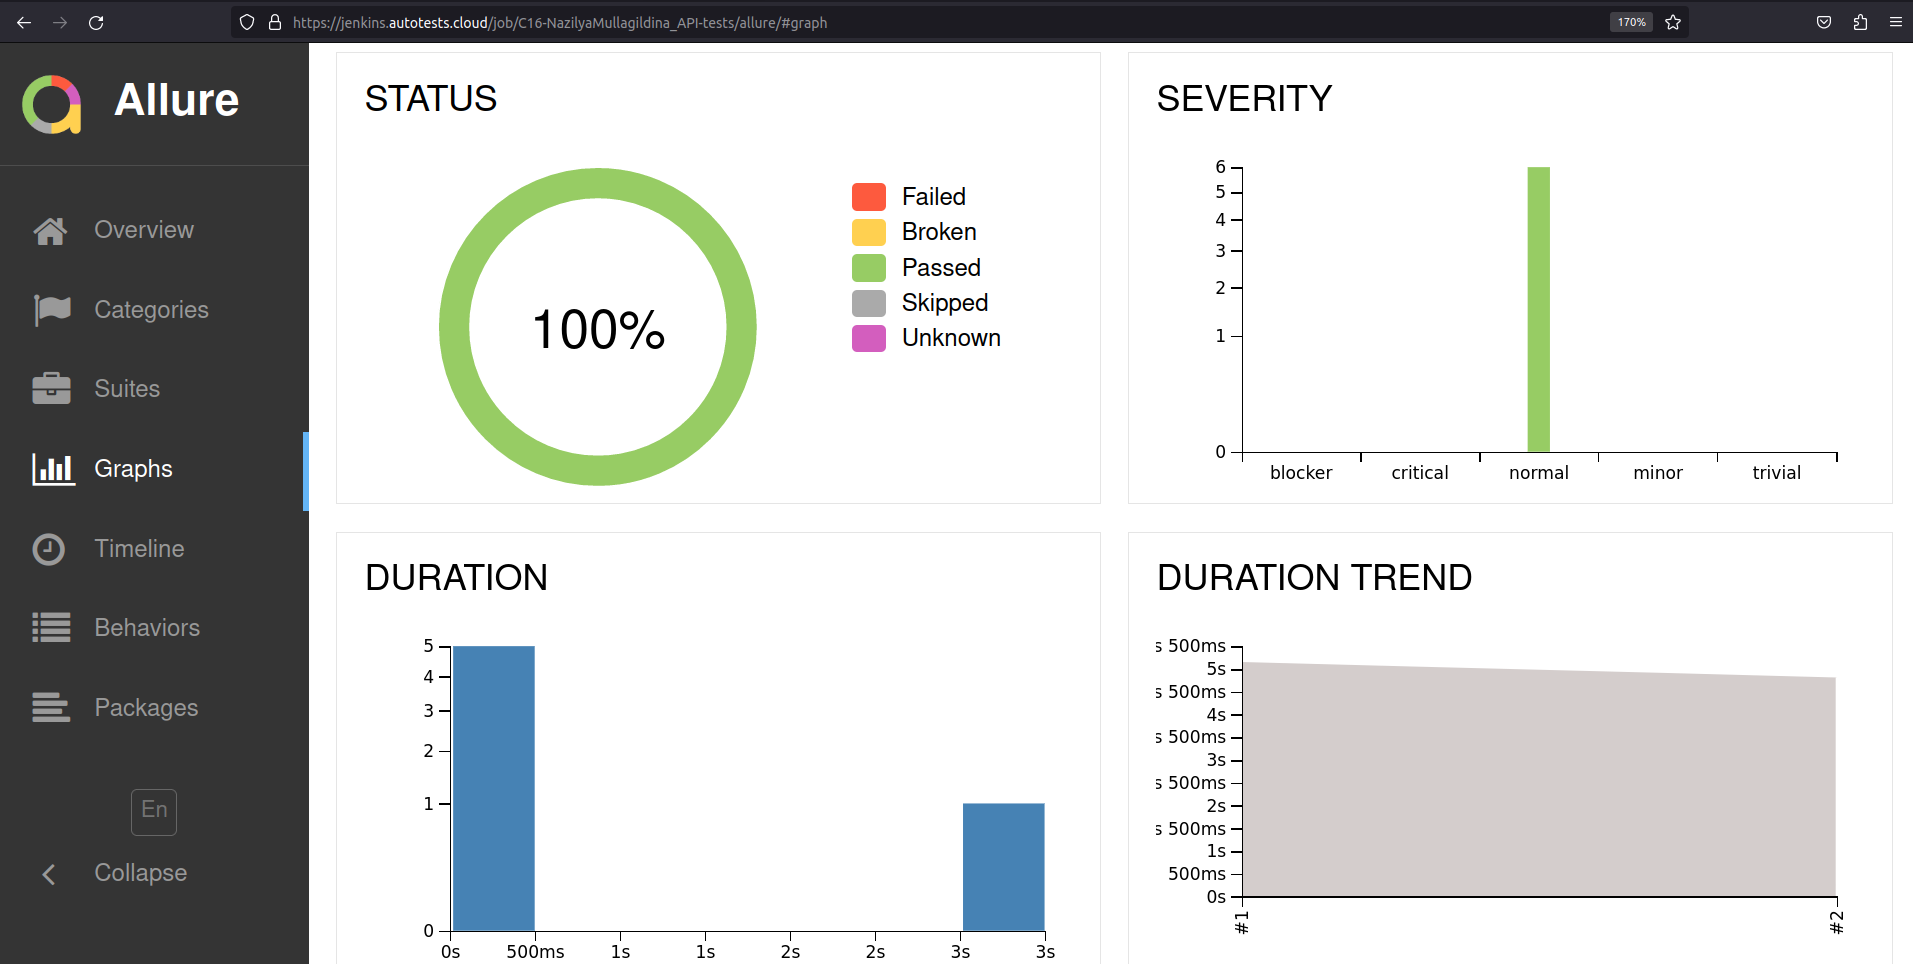 https://jenkins.autotests.cloud/job/C16-NazilyaMullagildina_API-tests/allure/#graph
170%
Allure
Overview
Categories
Suites
Graphs
Timeline
Behaviors
Packages
En
Collapse
STATUS
100%
Failed
Broken
Passed
Skipped
Unknown
SEVERITY
6
5
4
3
2
1
0
blocker critical normal minor trivial
DURATION
5
4
3
2
1
0
0s 500ms 1s 1s 2s 2s 3s 3s
DURATION TREND
s 500ms
5s
s 500ms
4s
s 500ms
3s
s 500ms
2s
s 500ms
1s
500ms
0s
#1 #2